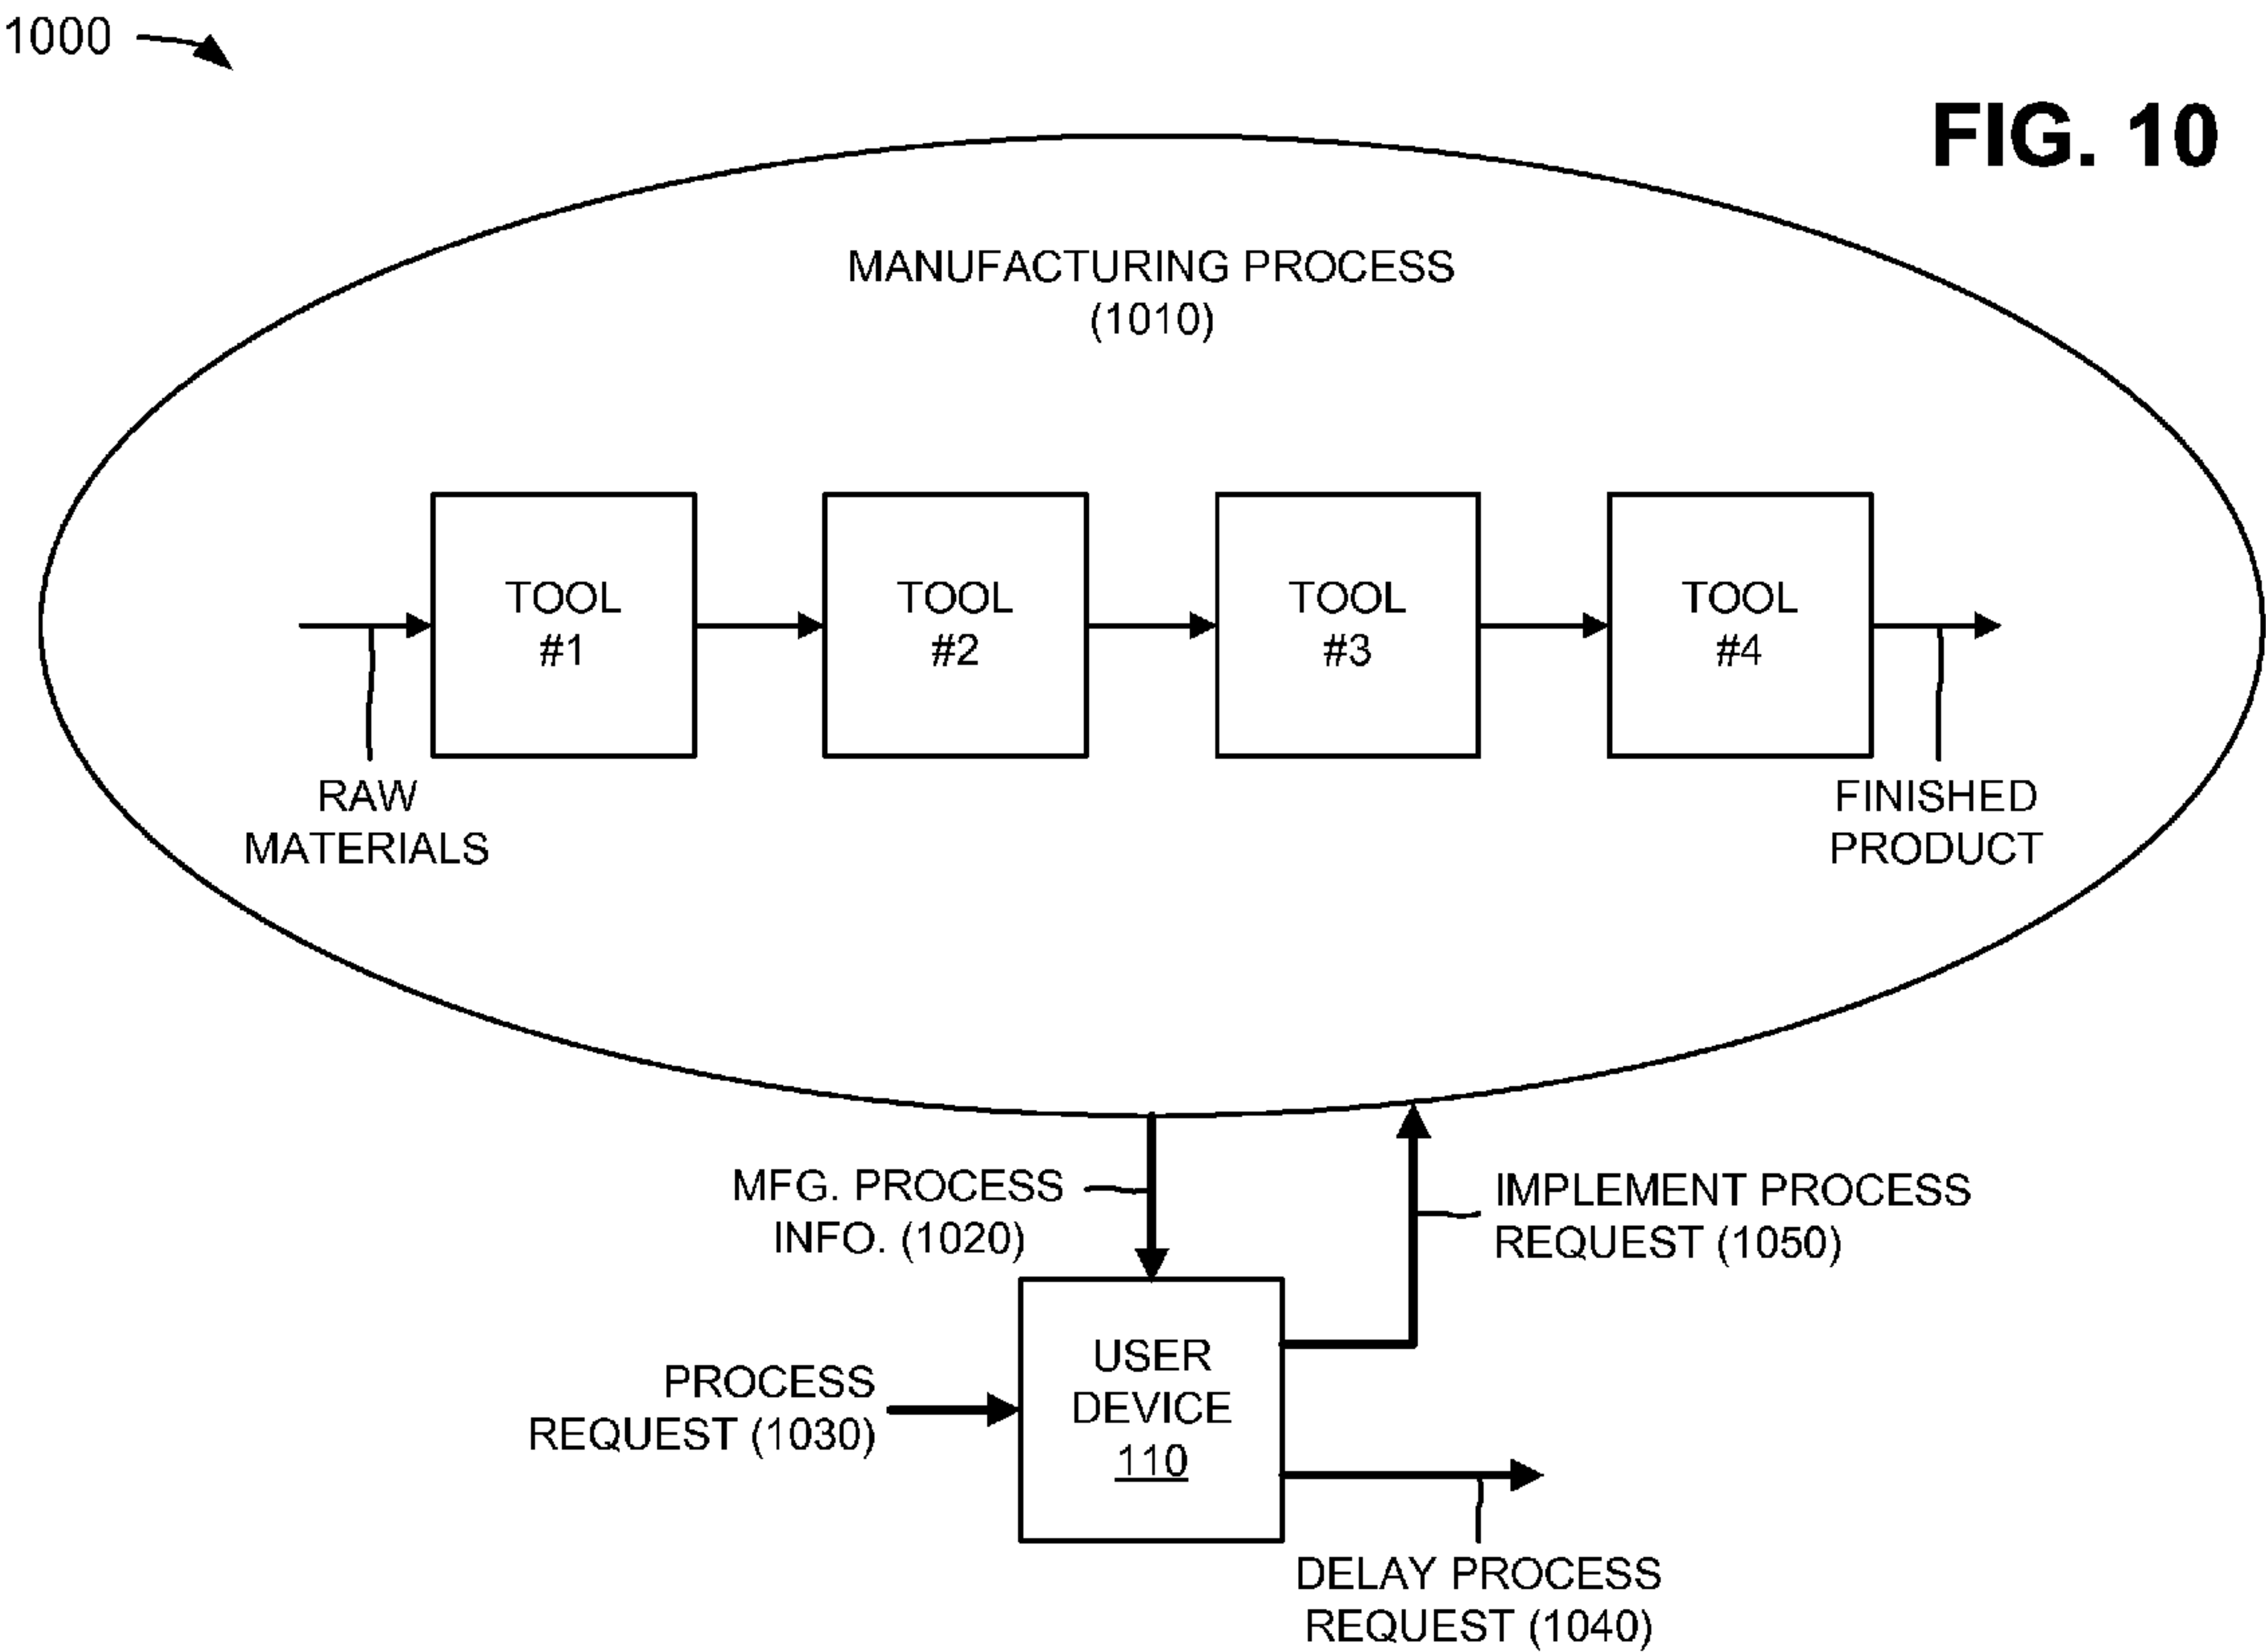 1000
FIG. 10
MANUFACTURING PROCESS
(1010)
TOOL
#1
TOOL
#2
TOOL
#3
TOOL
#4
RAW
MATERIALS
FINISHED
PRODUCT
MFG. PROCESS
INFO. (1020)
IMPLEMENT PROCESS
REQUEST (1050)
PROCESS
REQUEST (1030)
USER
DEVICE
110
DELAY PROCESS
REQUEST (1040)